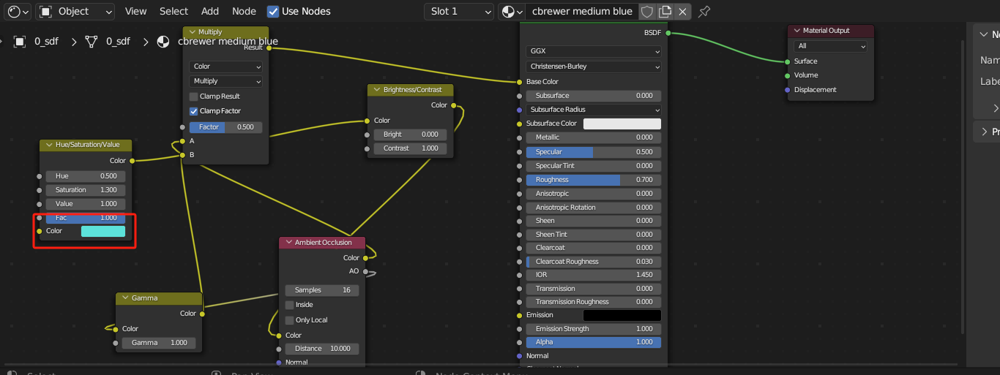 Object
View
Select
Add
Node
Use Nodes
Slot 1
cbrewer medium blue
0_sdf
0_sdf
cbrewer medium blue
Multiply
Result
Color
Multiply
Clamp Result
Clamp Factor
Factor 0.500
A
B
Hue/Saturation/Value
Color
Hue 0.500
Saturation 1.300
Value 1.000
Fac 1.000
Color
Gamma
Color
Color
Gamma 1.000
Brightness/Contrast
Color
Color
Bright 0.000
Contrast 1.000
Ambient Occlusion
Color
AO
Samples 16
Inside
Only Local
Color
Distance 10.000
Normal
BSDF
GGX
Christensen-Burley
Base Color
Subsurface 0.000
Subsurface Radius
Subsurface Color
Metallic 0.000
Specular 0.500
Specular Tint 0.000
Roughness 0.700
Anisotropic 0.000
Anisotropic Rotation 0.000
Sheen 0.000
Sheen Tint 0.000
Clearcoat 0.000
Clearcoat Roughness 0.030
IOR 1.450
Transmission 0.000
Transmission Roughness 0.000
Emission
Emission Strength 1.000
Alpha 1.000
Normal
Material Output
All
Surface
Volume
Displacement